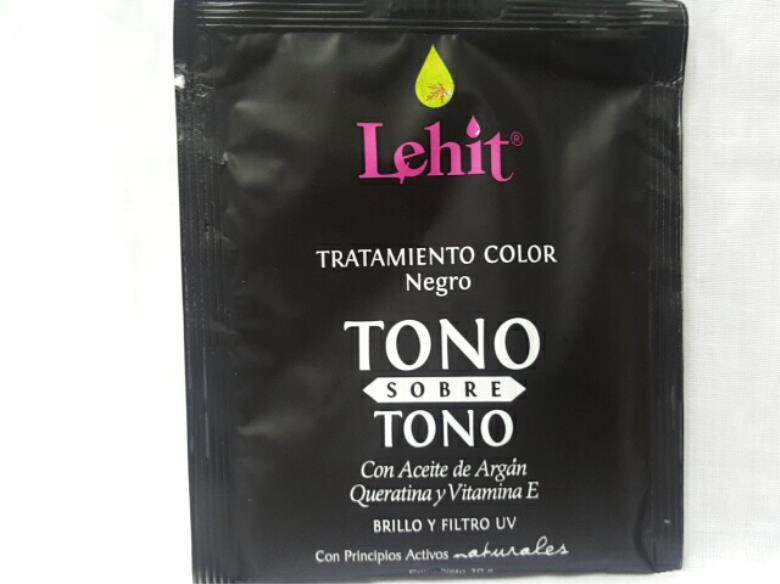 Lehit®
TRATAMIENTO COLOR
Negro
TONO
SOBRE
TONO
Con Aceite de Argán
Queratina y Vitamina E
BRILLO Y FILTRO UV
Con Principios Activos naturales